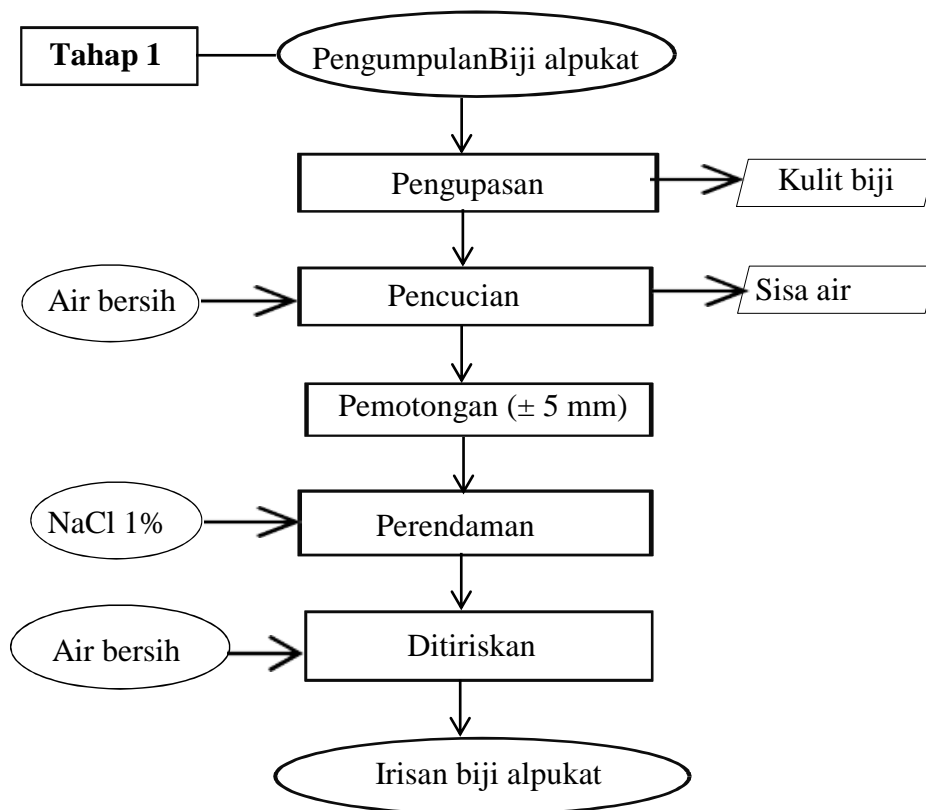 Tahap 1
PengumpulanBiji alpukat
Pengupasan
Kulit biji
Air bersih
Pencucian
Sisa air
Pemotongan (± 5 mm)
NaCl 1%
Perendaman
Air bersih
Ditiriskan
Irisan biji alpukat